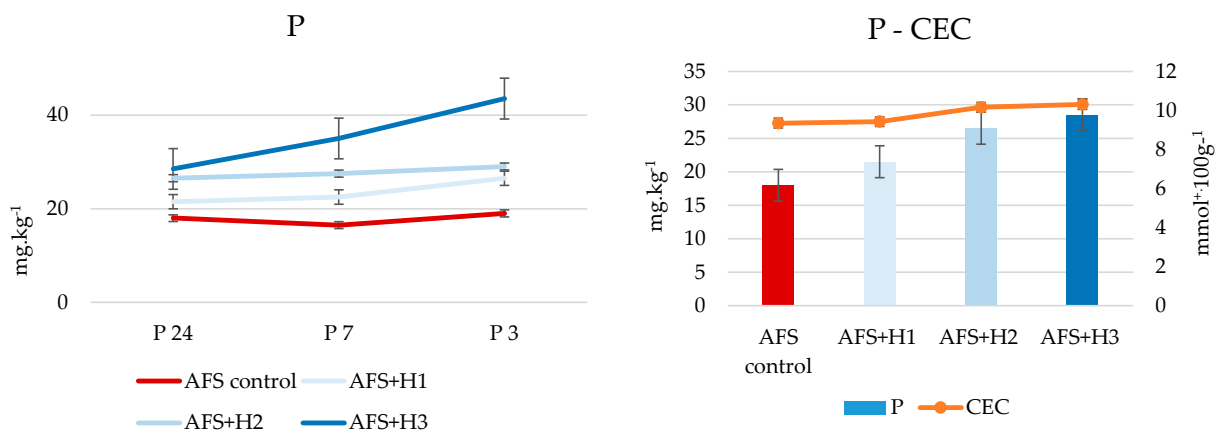 P
40
20
0
mg.kg-1
P 24
P 7
P 3
AFS control
AFS+H1
AFS+H2
AFS+H3
P - CEC
35
30
25
20
15
10
5
0
mg.kg-1
12
10
8
6
4
2
0
mmol+·100g-1
AFS
control
AFS+H1
AFS+H2
AFS+H3
P
CEC